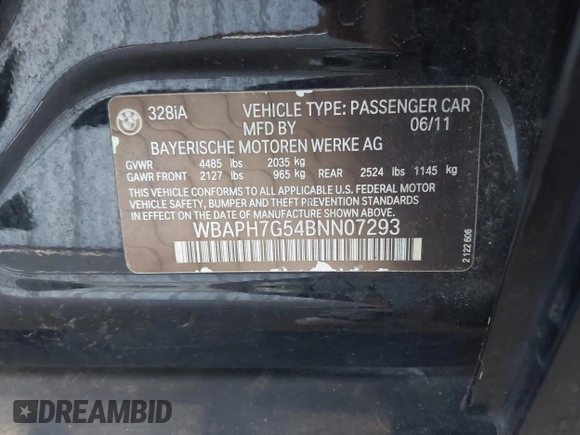 328iA VEHICLE TYPE: PASSENGER CAR
MFD BY 06/11
BAYERISCHE MOTOREN WERKE AG
GVWR 4485 lbs 2035 kg
GAWR FRONT 2127 lbs 965 kg REAR 2524 lbs 1145 kg
THIS VEHICLE CONFORMS TO ALL APPLICABLE U.S. FEDERAL MOTOR
VEHICLE SAFETY, BUMPER AND THEFT PREVENTION STANDARDS
IN EFFECT ON THE DATE OF MANUFACTURE SHOWN ABOVE.
WBAPH7G54BNN07293
2 122 606
DREAMBID